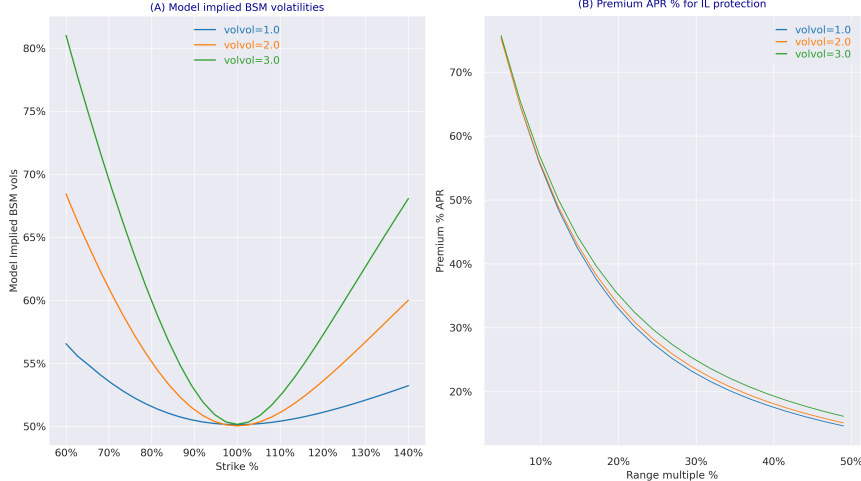 (A) Model implied BSM volatilities
volvol=1.0
volvol=2.0
volvol=3.0
80%
75%
70%
65%
60%
55%
50%
Model Implied BSM vols
60%
70%
80%
90%
100%
110%
120%
130%
140%
Strike %
(B) Premium APR % for IL protection
volvol=1.0
volvol=2.0
volvol=3.0
70%
60%
50%
40%
30%
20%
Premium % APR
10%
20%
30%
40%
50%
Range multiple %